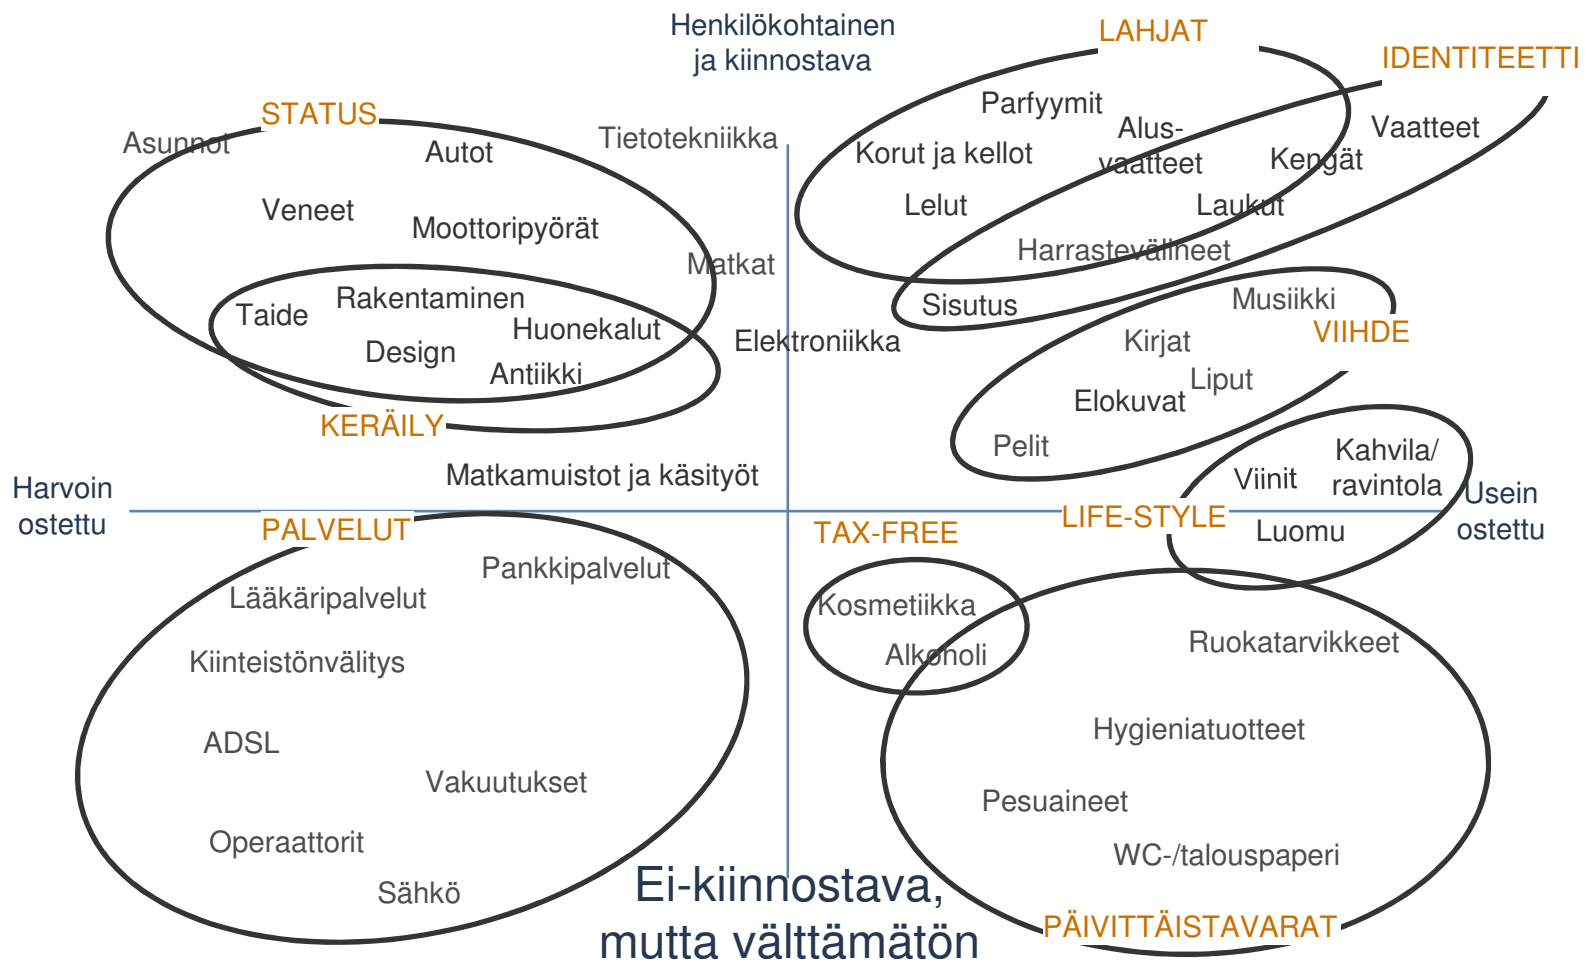 Henkilökohtainen
ja kiinnostava
LAHJAT
IDENTITEETTI
STATUS
Asunnot
Autot
Tietotekniikka
Veneet
Moottoripyörät
Matkat
Taide
Rakentaminen
Huonekalut
Design
Antiikki
KERÄILY
Elektroniikka
Matkamuistot ja käsityöt
Parfyymit
Alus-
vaatteet
Vaatteet
Korut ja kellot
Kengät
Lelut
Laukut
Harrastevälineet
Sisutus
Musiikki
Kirjat
VIIHDE
Liput
Elokuvat
Pelit
Kahvila/
ravintola
Viinit
Luomu
LIFE-STYLE
Harvoin
ostettu
Usein
ostettu
PALVELUT
Pankkipalvelut
Lääkäripalvelut
Kiinteistönvälitys
ADSL
Vakuutukset
Operaattorit
Sähkö
TAX-FREE
Kosmetiikka
Alkoholi
Ruokatarvikkeet
Hygieniatuotteet
Pesuaineet
WC-/talouspaperi
PÄIVITTÄISTAVARAT
Ei-kiinnostava,
mutta välttämätön